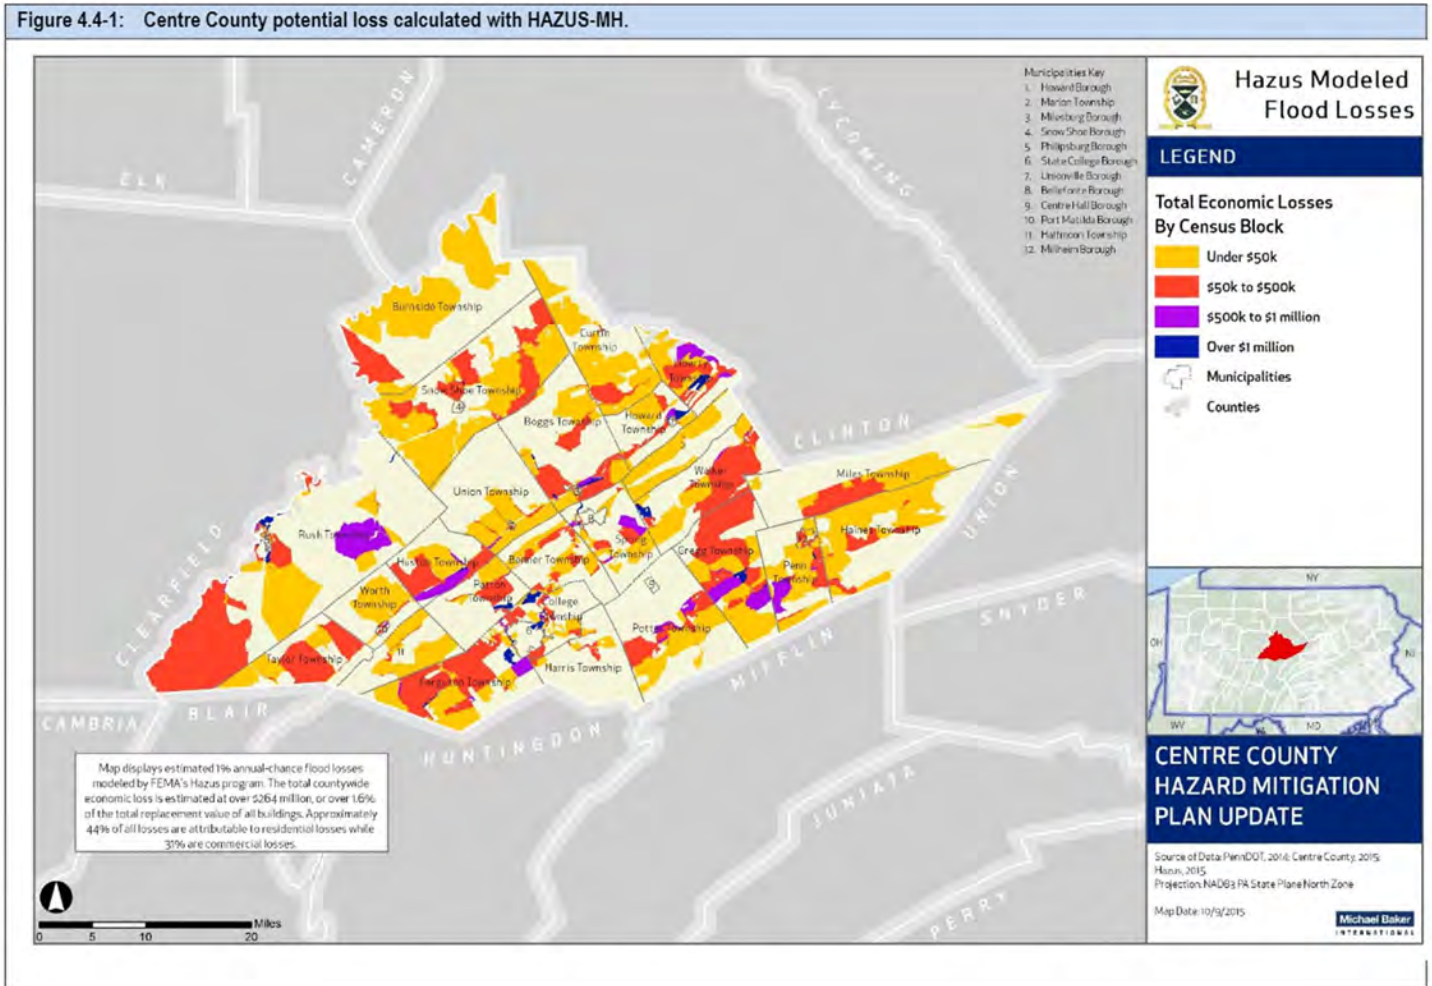 Figure 4.4-1: Centre County potential loss calculated with HAZUS-MH.
Municipalities Key
1. Howard Borough
2. Marion Township
3. Milesburg Borough
4. Snow Shoe Borough
5. Philipsburg Borough
6. State College Borough
7. Unionville Borough
8. Bellefonte Borough
9. Centre Hall Borough
10. Port Matilda Borough
11. Halfmoon Township
12. Millheim Borough
Hazus Modeled
Flood Losses
LEGEND
Total Economic Losses
By Census Block
Under $50k
$50k to $500k
$500k to $1 million
Over $1 million
Municipalities
Counties
ELK
CAMERON
LYCOMING
CLINTON
UNION
SNYDER
MIFFLIN
JUNIATA
PERRY
HUNTINGDON
BLAIR
CAMBRIA
CLEARFIELD
Burnside Township
Curtin
Township
Snow Shoe Township
4
Boggs Township
Howard
Township
Union Township
Walker
Township
Miles Township
Haines Township
Rush Township
Huston Township
Benner Township
Spring
Township
8
Gregg Township
Penn
Township
Worth
Township
Patton
Township
College
Township
6
Potter Township
Taylor Township
11
Ferguson Township
Harris Township
Map displays estimated 1% annual-chance flood losses
modeled by FEMA's Hazus program. The total countywide
economic loss is estimated at over $264 million, or over 1.6%
of the total replacement value of all buildings. Approximately
44% of all losses are attributable to residential losses while
31% are commercial losses.
Miles
0 5 10 20
NY
OH
NJ
WV
MD
CENTRE COUNTY
HAZARD MITIGATION
PLAN UPDATE
Source of Data: PennDOT, 2014; Centre County, 2015;
Hazus, 2015.
Projection: NAD83 PA State Plane North Zone
Map Date: 10/9/2015
Michael Baker
INTERNATIONAL